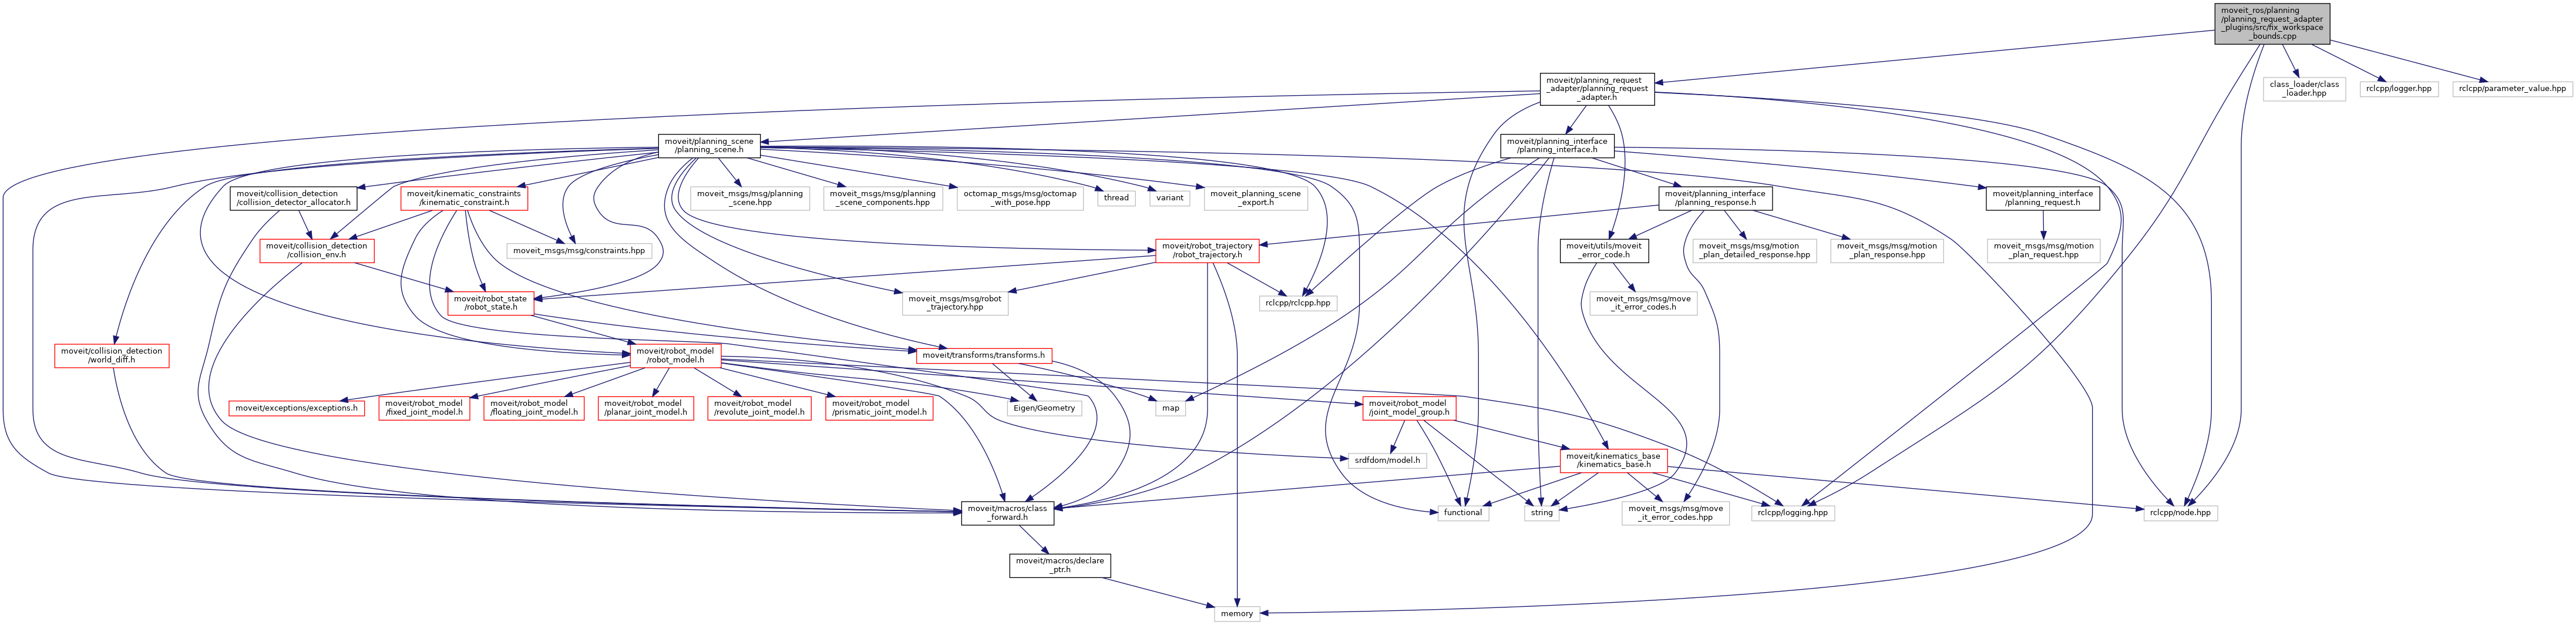 moveit_ros/planning
/planning_request_adapter
_plugins/src/fix_workspace
_bounds.cpp
moveit/planning_request
_adapter/planning_request
_adapter.h
class_loader/class
_loader.hpp
rclcpp/logger.hpp
rclcpp/parameter_value.hpp
moveit/planning_scene
/planning_scene.h
moveit/planning_interface
/planning_interface.h
moveit/collision_detection
/collision_detector_allocator.h
moveit/kinematic_constraints
/kinematic_constraint.h
moveit_msgs/msg/planning
_scene.hpp
moveit_msgs/msg/planning
_scene_components.hpp
octomap_msgs/msg/octomap
_with_pose.hpp
thread
variant
moveit_planning_scene
_export.h
moveit/planning_interface
/planning_response.h
moveit/planning_interface
/planning_request.h
moveit/collision_detection
/collision_env.h
moveit_msgs/msg/constraints.hpp
moveit/robot_trajectory
/robot_trajectory.h
moveit/utils/moveit
_error_code.h
moveit_msgs/msg/motion
_plan_detailed_response.hpp
moveit_msgs/msg/motion
_plan_response.hpp
moveit_msgs/msg/motion
_plan_request.hpp
moveit/robot_state
/robot_state.h
moveit_msgs/msg/robot
_trajectory.hpp
rclcpp/rclcpp.hpp
moveit_msgs/msg/move
_it_error_codes.h
moveit/collision_detection
/world_diff.h
moveit/robot_model
/robot_model.h
moveit/transforms/transforms.h
moveit/exceptions/exceptions.h
moveit/robot_model
/fixed_joint_model.h
moveit/robot_model
/floating_joint_model.h
moveit/robot_model
/planar_joint_model.h
moveit/robot_model
/revolute_joint_model.h
moveit/robot_model
/prismatic_joint_model.h
Eigen/Geometry
map
moveit/robot_model
/joint_model_group.h
srdfdom/model.h
moveit/kinematics_base
/kinematics_base.h
moveit/macros/class
_forward.h
functional
string
moveit_msgs/msg/move
_it_error_codes.hpp
rclcpp/logging.hpp
rclcpp/node.hpp
moveit/macros/declare
_ptr.h
memory